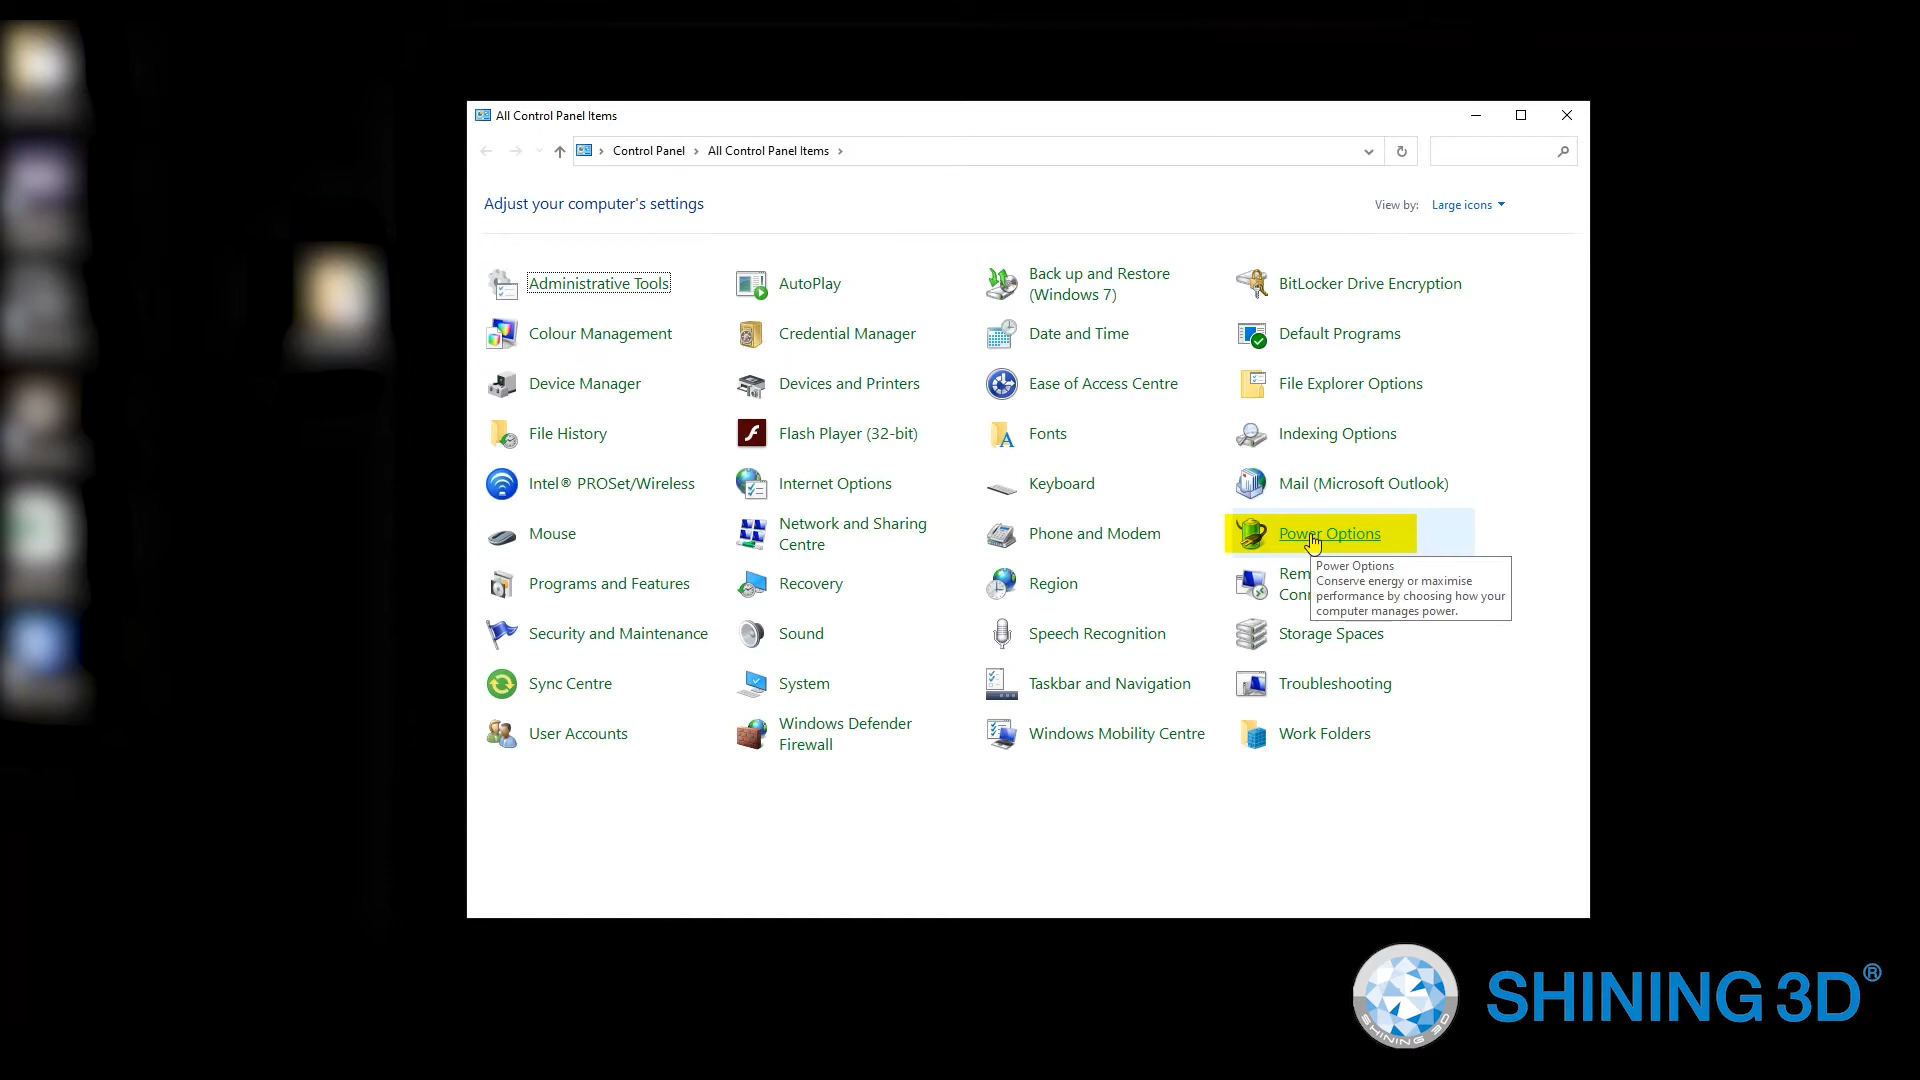 All Control Panel Items
Control Panel › All Control Panel Items ›
Adjust your computer's settings
View by: Large icons
Administrative Tools
AutoPlay
Back up and Restore
(Windows 7)
BitLocker Drive Encryption
Colour Management
Credential Manager
Date and Time
Default Programs
Device Manager
Devices and Printers
Ease of Access Centre
File Explorer Options
File History
Flash Player (32-bit)
Fonts
Indexing Options
Intel® PROSet/Wireless
Internet Options
Keyboard
Mail (Microsoft Outlook)
Mouse
Network and Sharing
Centre
Phone and Modem
Power Options
Power Options
Conserve energy or maximise
performance by choosing how your
computer manages power.
Programs and Features
Recovery
Region
Security and Maintenance
Sound
Speech Recognition
Storage Spaces
Sync Centre
System
Taskbar and Navigation
Troubleshooting
User Accounts
Windows Defender
Firewall
Windows Mobility Centre
Work Folders
SHINING 3D
SHINING 3D®